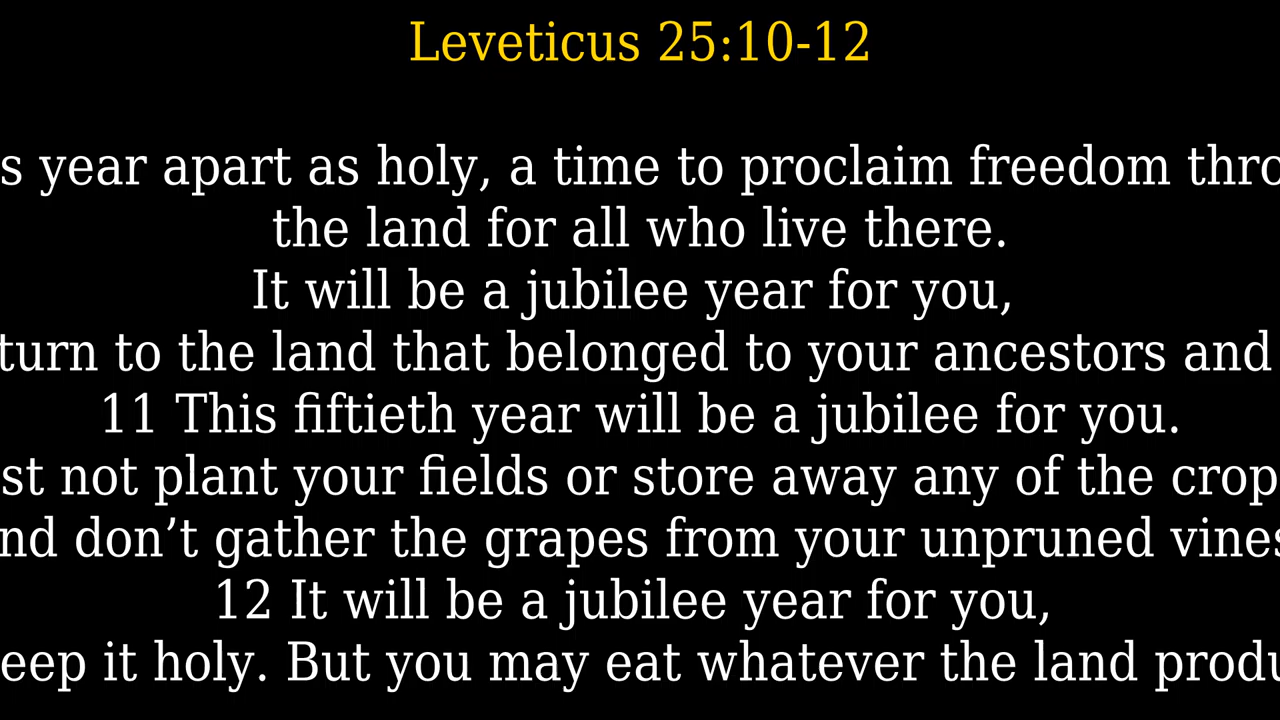 Leveticus 25:10-12
s year apart as holy, a time to proclaim freedom thro
the land for all who live there.
It will be a jubilee year for you,
turn to the land that belonged to your ancestors and
11 This fiftieth year will be a jubilee for you.
st not plant your fields or store away any of the crop
nd don’t gather the grapes from your unpruned vines
12 It will be a jubilee year for you,
eep it holy. But you may eat whatever the land produ